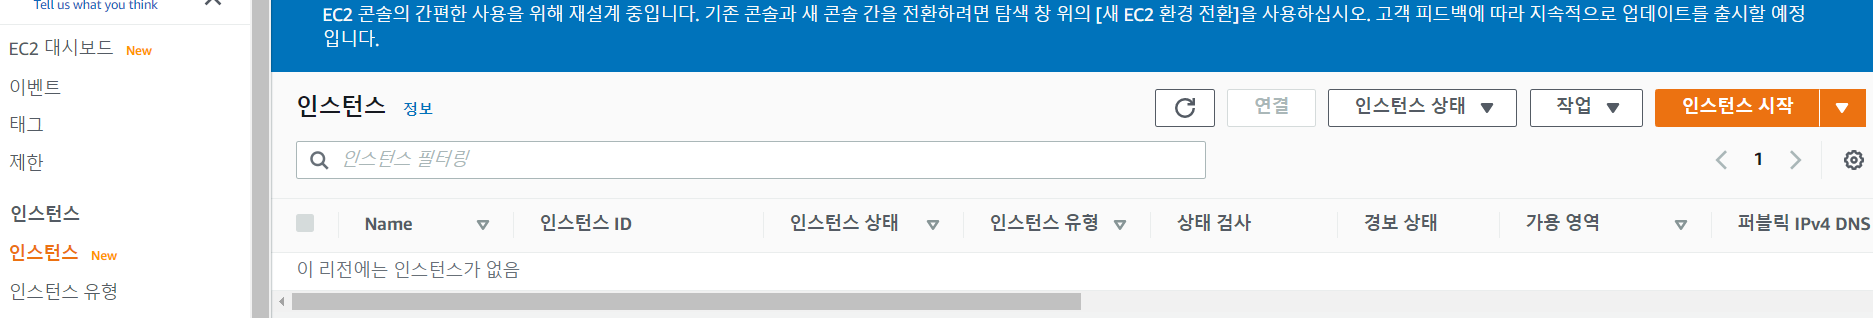 Tell us what you think
EC2 대시보드 New
이벤트
태그
제한
인스턴스
인스턴스 New
인스턴스 유형
EC2 콘솔의 간편한 사용을 위해 재설계 중입니다. 기존 콘솔과 새 콘솔 간을 전환하려면 탐색 창 위의 [새 EC2 환경 전환]을 사용하십시오. 고객 피드백에 따라 지속적으로 업데이트를 출시할 예정
입니다.
인스턴스 정보
연결 인스턴스 상태 작업 인스턴스 시작
인스턴스 필터링
1
Name 인스턴스 ID 인스턴스 상태 인스턴스 유형 상태 검사 경보 상태 가용 영역 퍼블릭 IPv4 DNS
이 리전에는 인스턴스가 없음